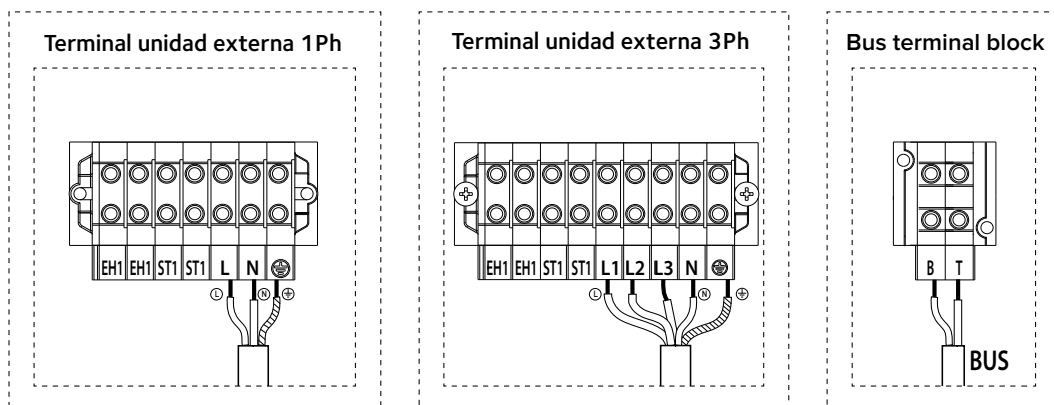 Terminal unidad externa 1Ph
EH1 EH1 ST1 ST1 L N
L N
Terminal unidad externa 3Ph
EH1 EH1 ST1 ST1 L1 L2 L3 N
L N
Bus terminal block
B T
BUS